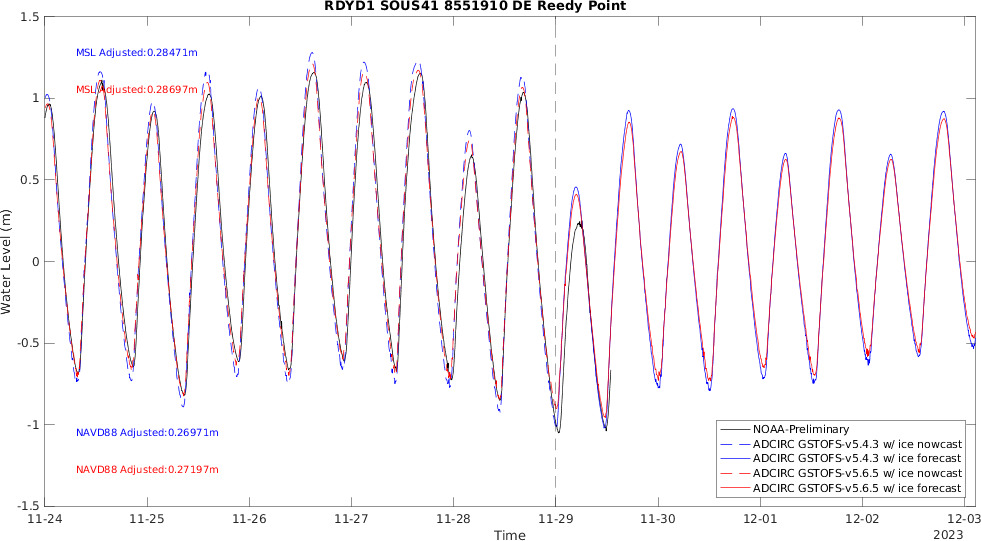 RDYD1 SOUS41 8551910 DE Reedy Point
1.5
1
0.5
0
-0.5
-1
-1.5
Water Level (m)
MSL Adjusted:0.28471m
MSL Adjusted:0.28697m
NAVD88 Adjusted:0.26971m
NAVD88 Adjusted:0.27197m
NOAA-Preliminary
ADCIRC GSTOFS-v5.4.3 w/ ice nowcast
ADCIRC GSTOFS-v5.4.3 w/ ice forecast
ADCIRC GSTOFS-v5.6.5 w/ ice nowcast
ADCIRC GSTOFS-v5.6.5 w/ ice forecast
11-24 11-25 11-26 11-27 11-28 11-29 11-30 12-01 12-02 12-03
Time
2023